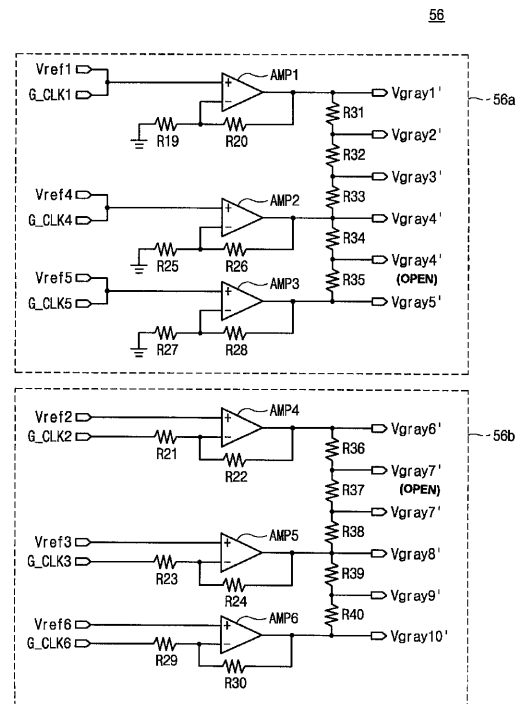 56
Vref1
G_CLK1
+
-
AMP1
R19
R20
Vgray1'
R31
Vgray2'
R32
Vgray3'
R33
56a
Vref4
G_CLK4
+
-
AMP2
R25
R26
Vgray4'
R34
Vgray4'
(OPEN)
R35
Vref5
G_CLK5
+
-
AMP3
R27
R28
Vgray5'
Vref2
G_CLK2
+
-
AMP4
R21
R22
Vgray6'
R36
Vgray7'
(OPEN)
R37
Vgray7'
R38
56b
Vref3
G_CLK3
+
-
AMP5
R23
R24
Vgray8'
R39
Vgray9'
R40
Vref6
G_CLK6
+
-
AMP6
R29
R30
Vgray10'